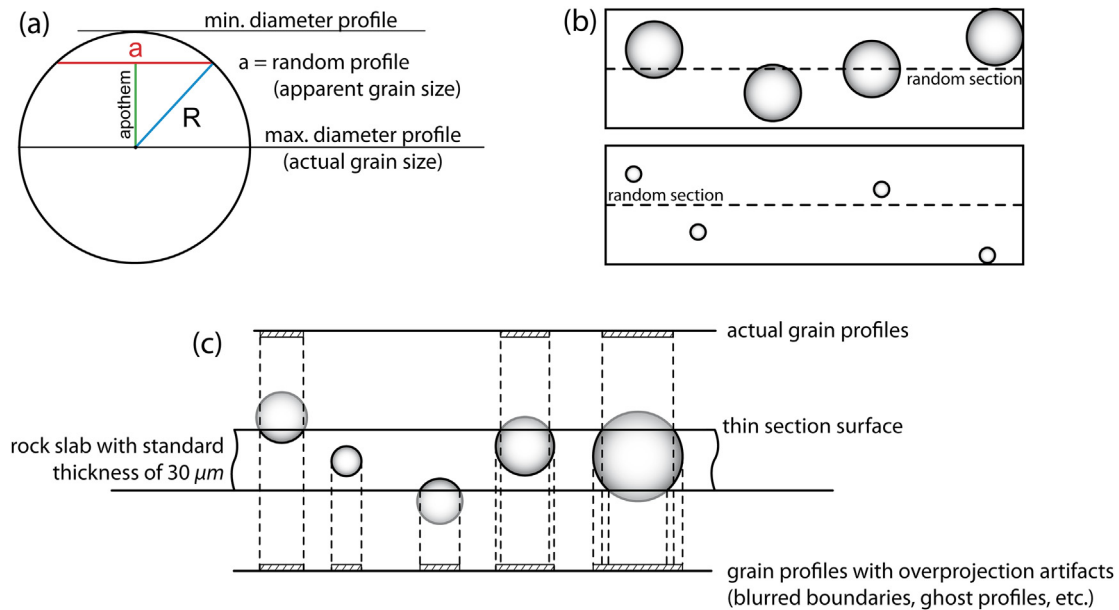 (a)
min. diameter profile
a
a = random profile
(apparent grain size)
apothem
R
max. diameter profile
(actual grain size)
(b)
random section
random section
(c)
actual grain profiles
thin section surface
rock slab with standard
thickness of 30 µm
grain profiles with overprojection artifacts
(blurred boundaries, ghost profiles, etc.)